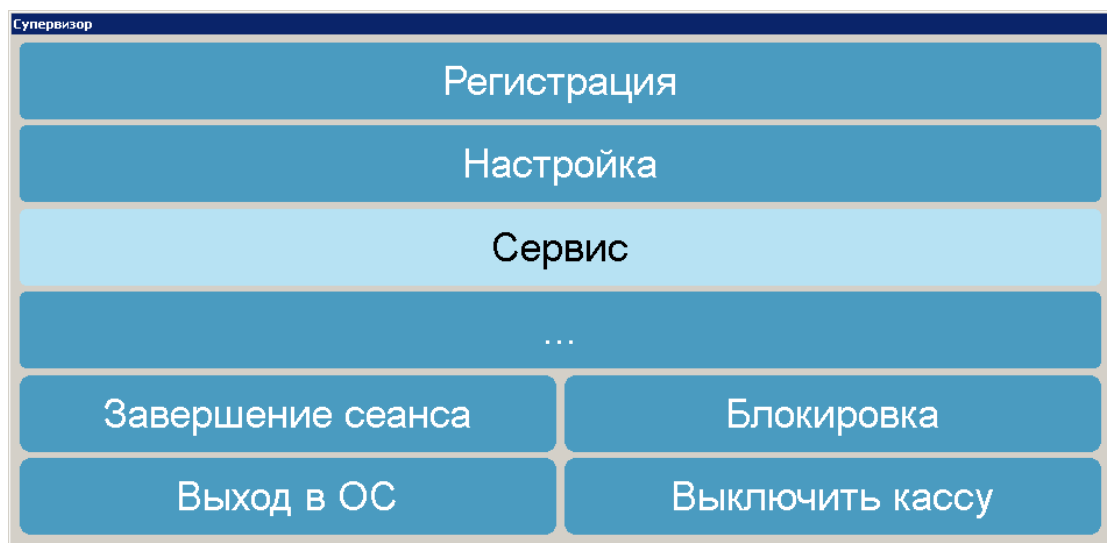 Супервизор
Регистрация
Настройка
Сервис
...
Завершение сеанса
Блокировка
Выход в ОС
Выключить кассу